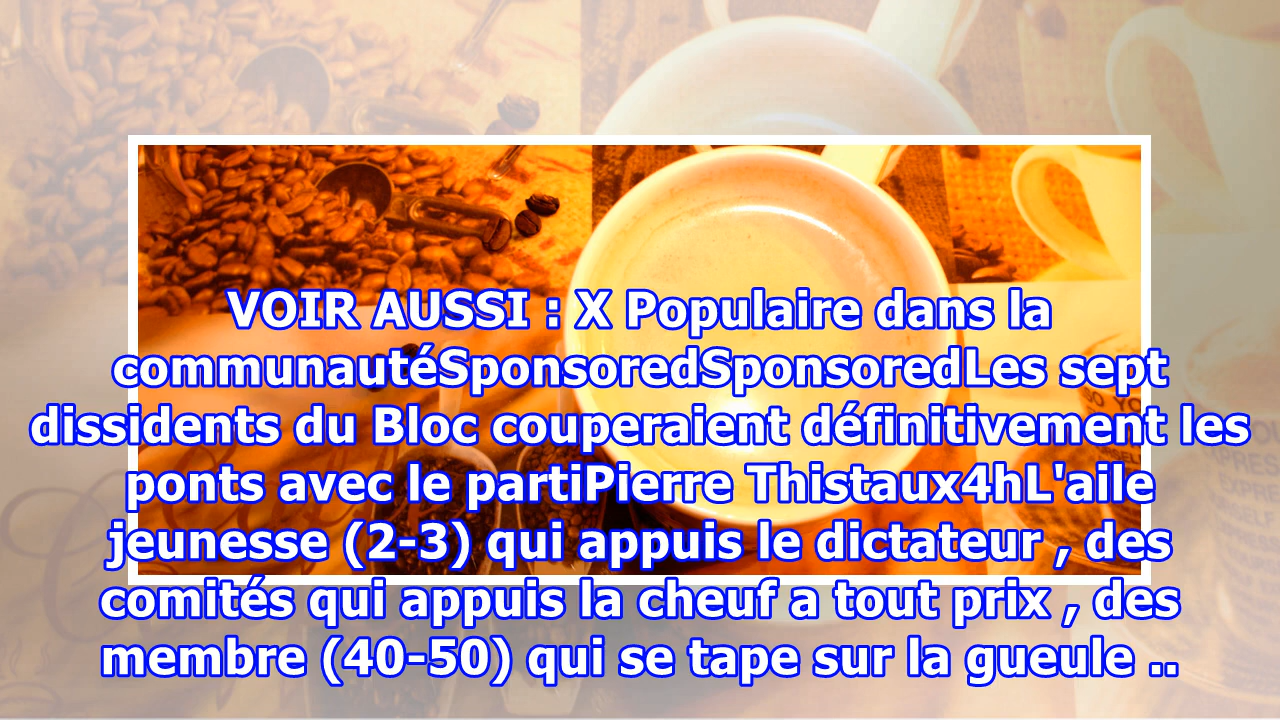 VOIR AUSSI : X Populaire dans la
communautéSponsoredSponsoredLes sept
dissidents du Bloc couperaient définitivement les
ponts avec le partiPierre Thistaux4hL'aile
jeunesse (2-3) qui appuis le dictateur , des
comités qui appuis la cheuf a tout prix , des
membre (40-50) qui se tape sur la gueule ..